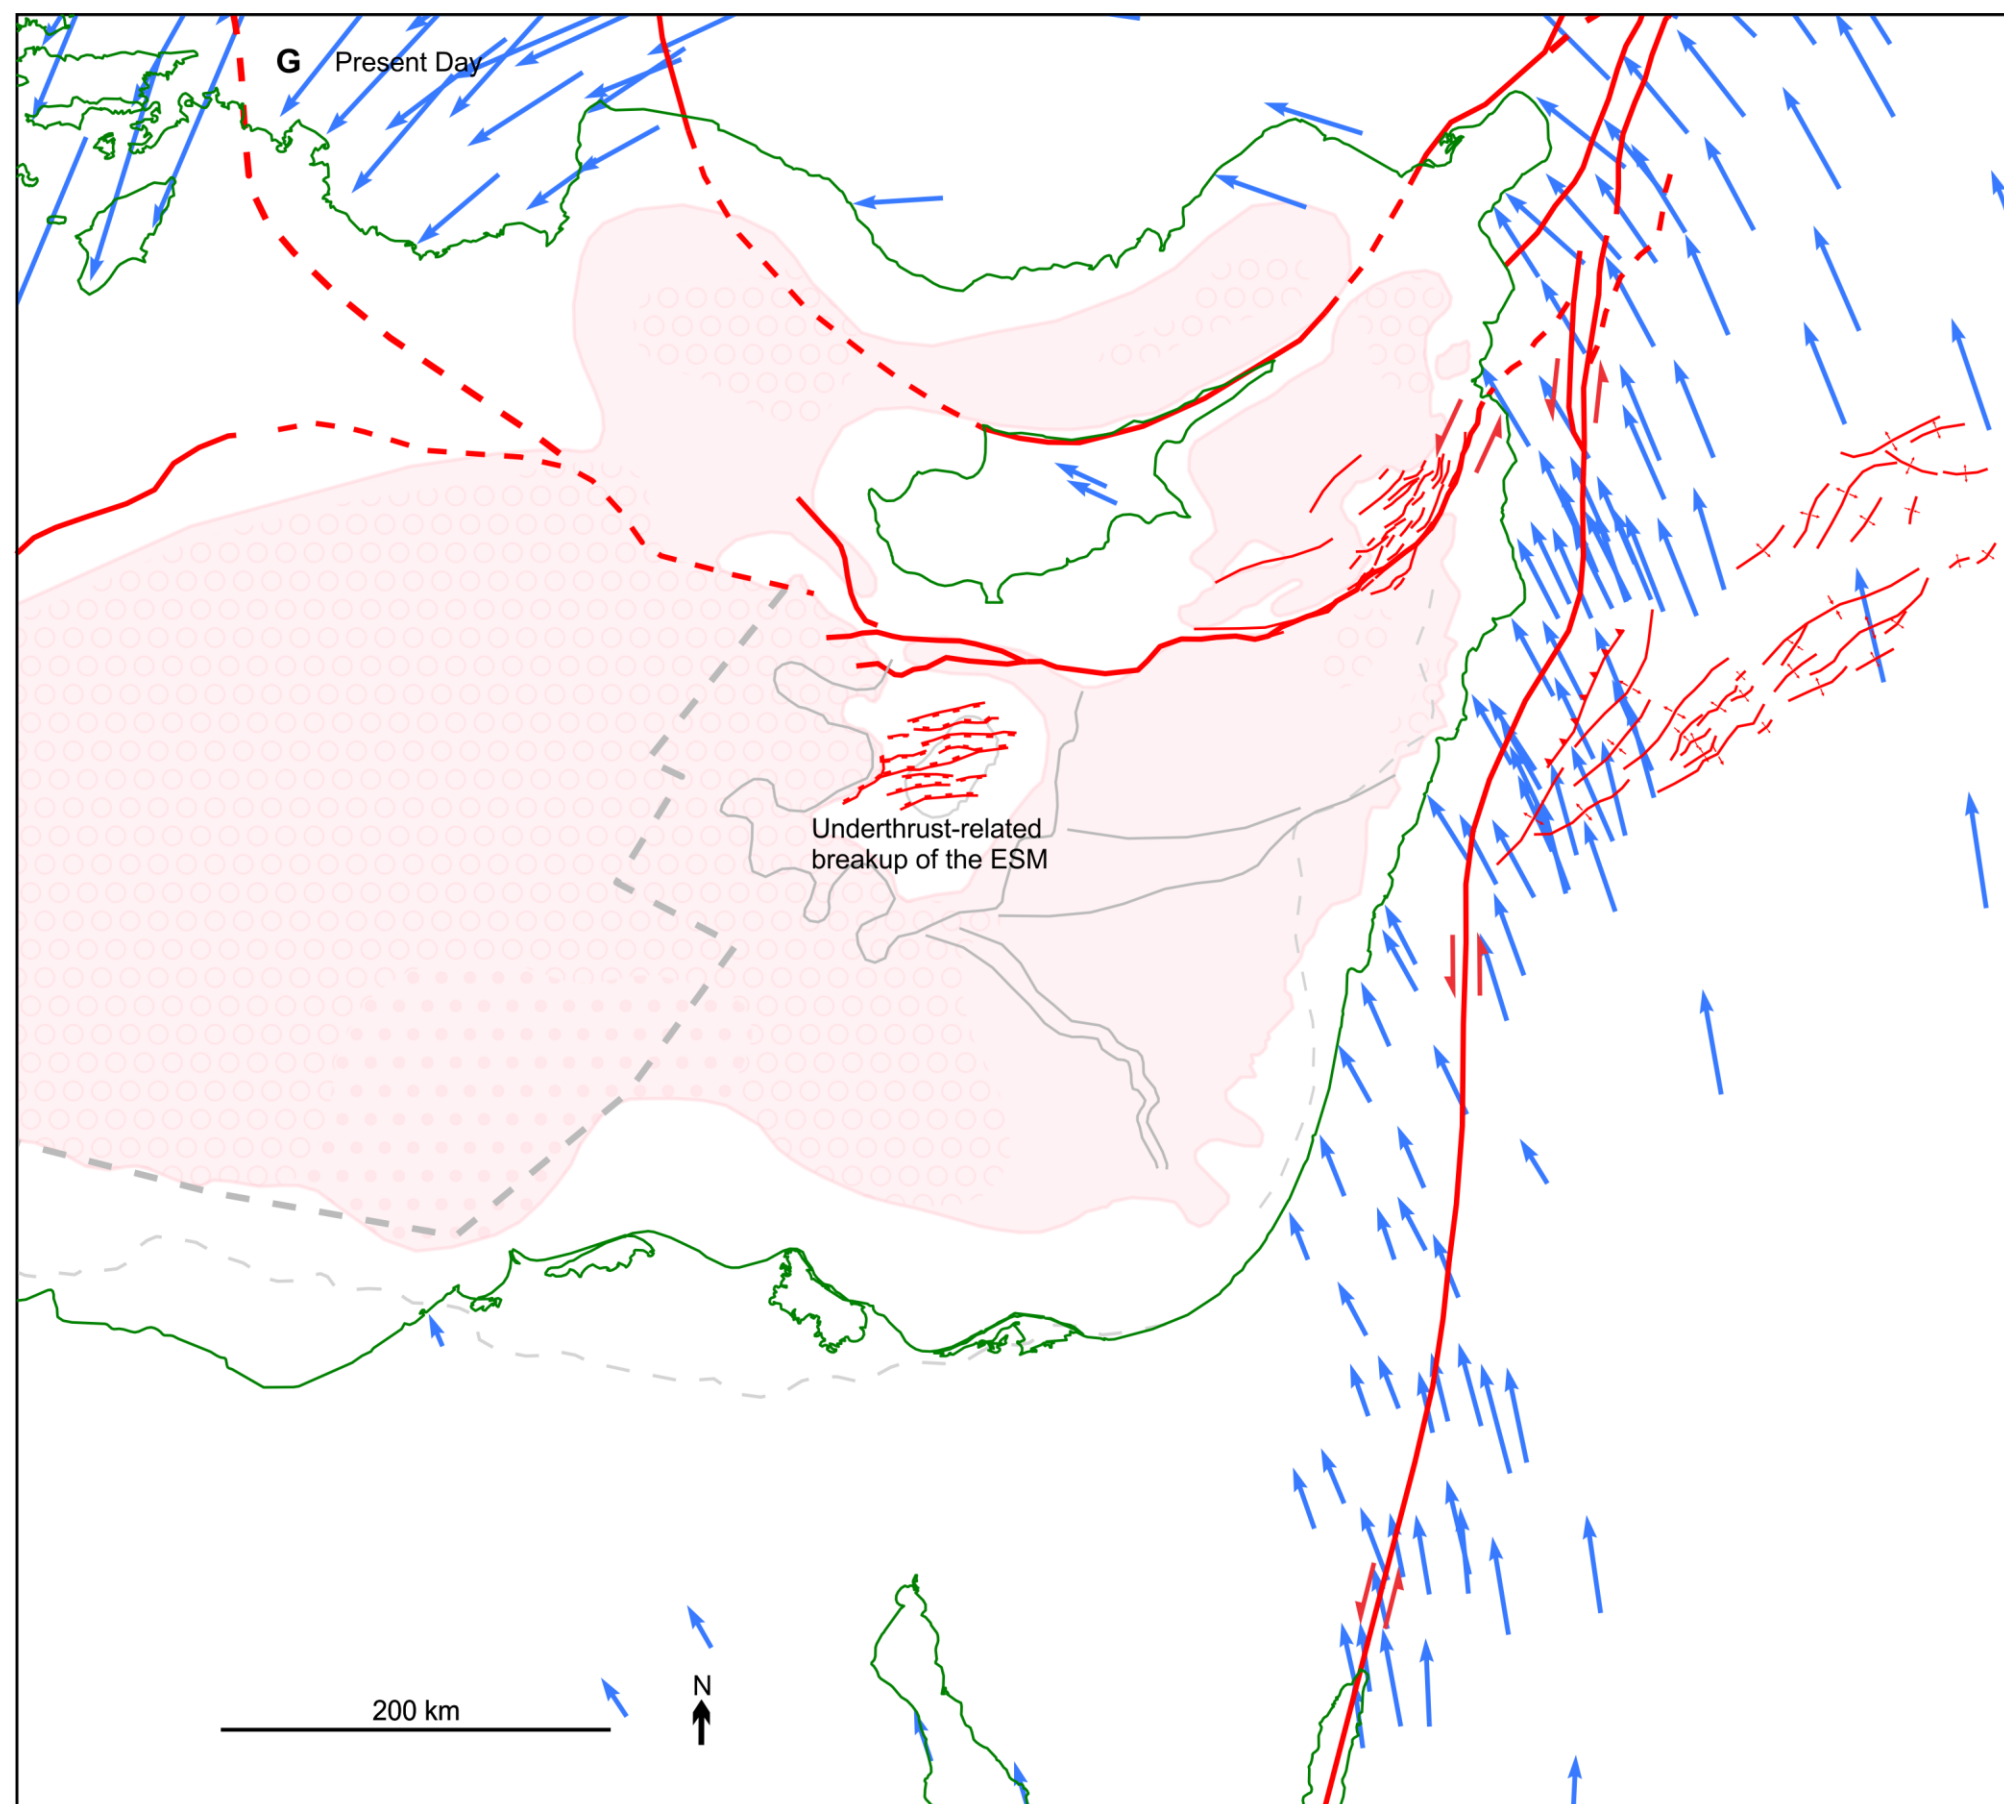 G Present Day
Underthrust-related
breakup of the ESM
N
200 km